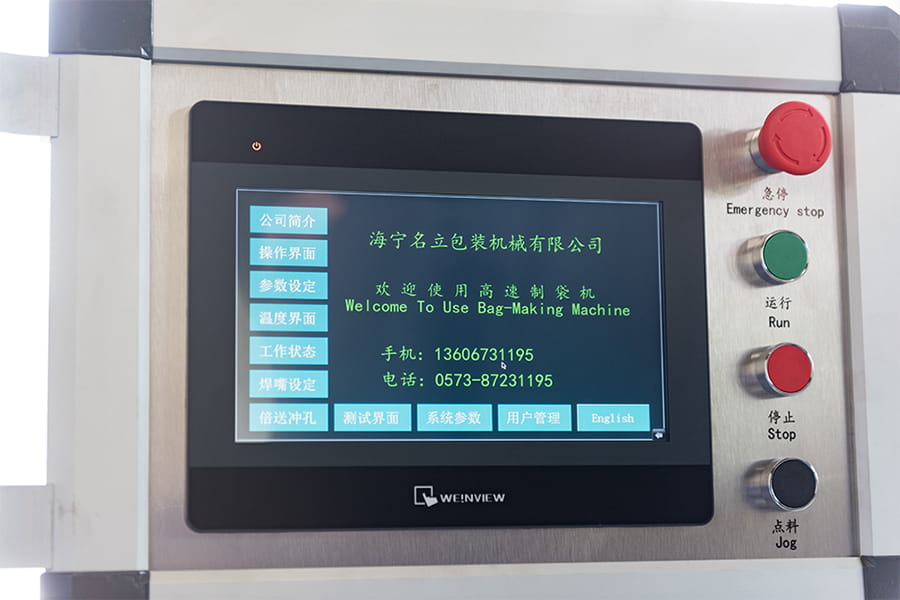 公司简介
操作界面
参数设定
温度界面
工作状态
焊嘴设定
海宁名立包装机械有限公司
欢迎使用高速制袋机
Welcome To Use Bag-Making Machine
手机: 13606731195
电话: 0573-87231195
倍送冲孔 测试界面 系统参数 用户管理 English
WE!NVIEW
急停
Emergency stop
运行
Run
停止
Stop
点料
Jog